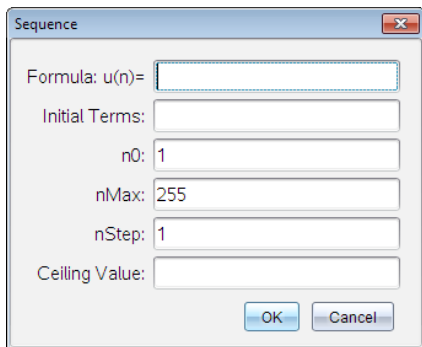 Sequence
Formula: u(n)=
Initial Terms:
n0: 1
nMax: 255
nStep: 1
Ceiling Value:
OK Cancel